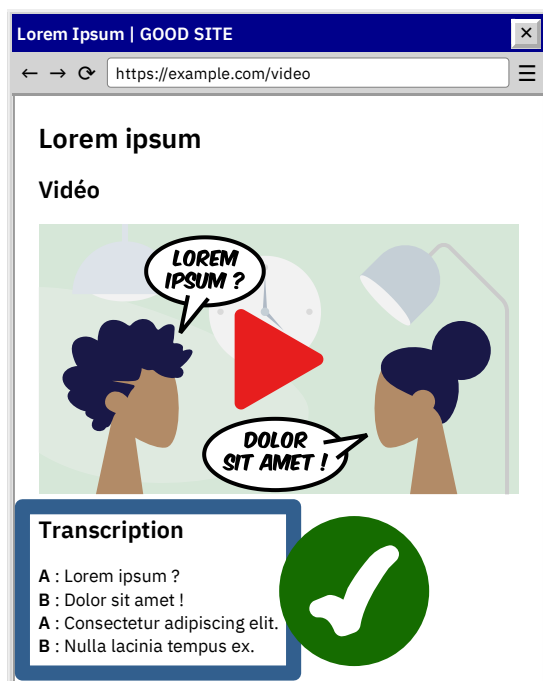 Lorem Ipsum | GOOD SITE
https://example.com/video
Lorem ipsum
Vidéo
LOREM
IPSUM ?
DOLOR
SIT AMET !
Transcription
A : Lorem ipsum ?
B : Dolor sit amet !
A : Consectetur adipiscing elit.
B : Nulla lacinia tempus ex.